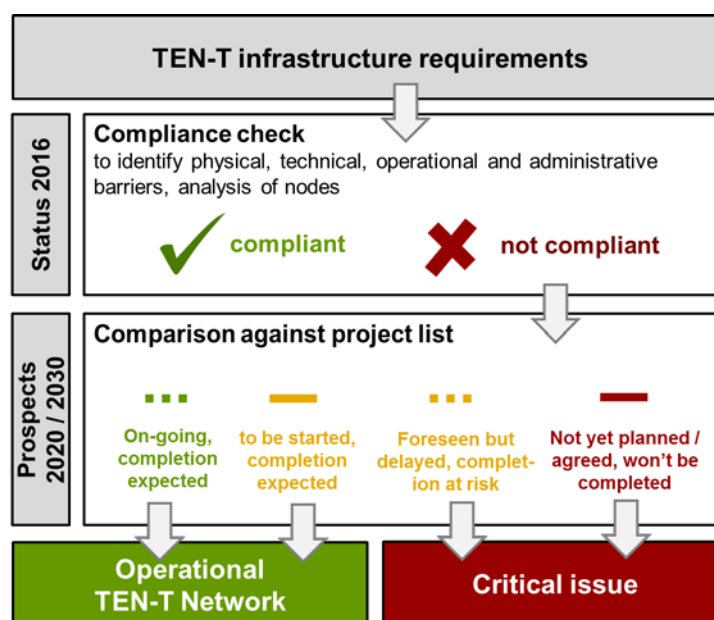 TEN-T infrastructure requirements
Status 2016
Compliance check
to identify physical, technical, operational and administrative
barriers, analysis of nodes
compliant
not compliant
Prospects
2020 / 2030
Comparison against project list
On-going,
completion
expected
to be started,
completion
expected
Foreseen but
delayed, complet-
ion at risk
Not yet planned /
agreed, won't be
completed
Operational
TEN-T Network
Critical issue